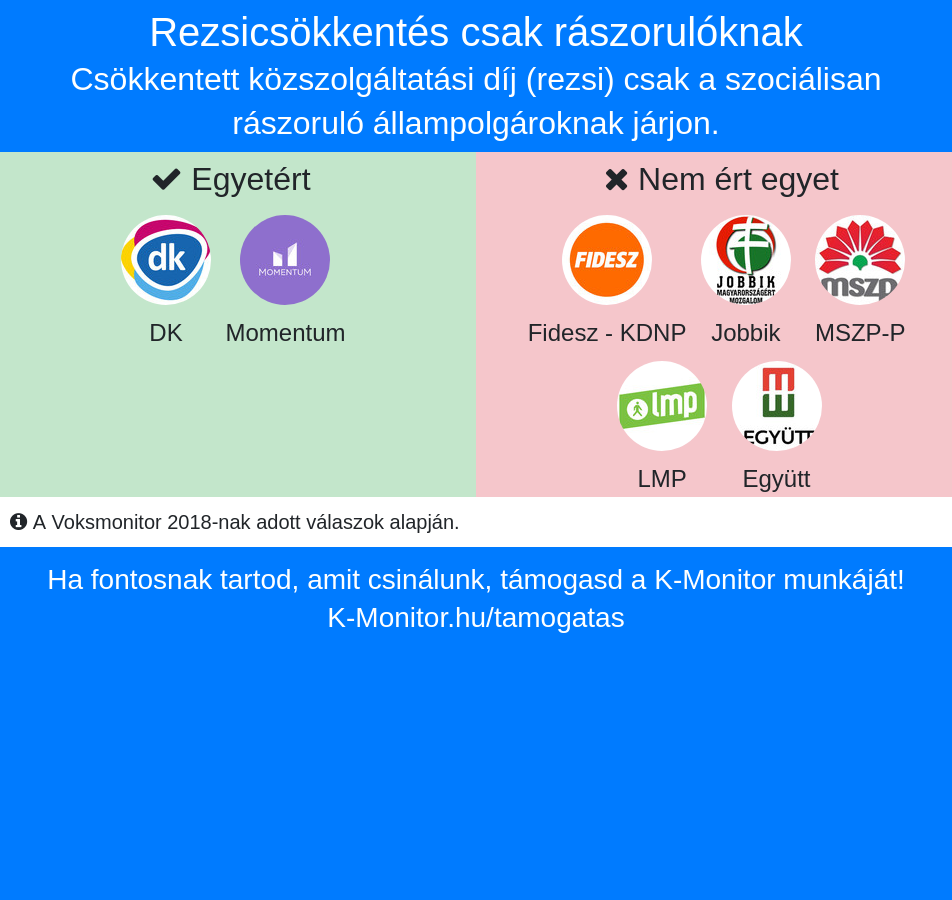 Rezsicsökkentés csak rászorulóknak
Csökkentett közszolgáltatási díj (rezsi) csak a szociálisan
rászoruló állampolgároknak járjon.
Egyetért
dk
MOMENTUM
DK
Momentum
Nem ért egyet
FIDESZ
JOBBIK
MAGYARORSZÁGÉRT
MOZGALOM
mszp
Fidesz - KDNP
Jobbik
MSZP-P
lmp
EGYÜTT
LMP
Együtt
A Voksmonitor 2018-nak adott válaszok alapján.
Ha fontosnak tartod, amit csinálunk, támogasd a K-Monitor munkáját!
K-Monitor.hu/tamogatas